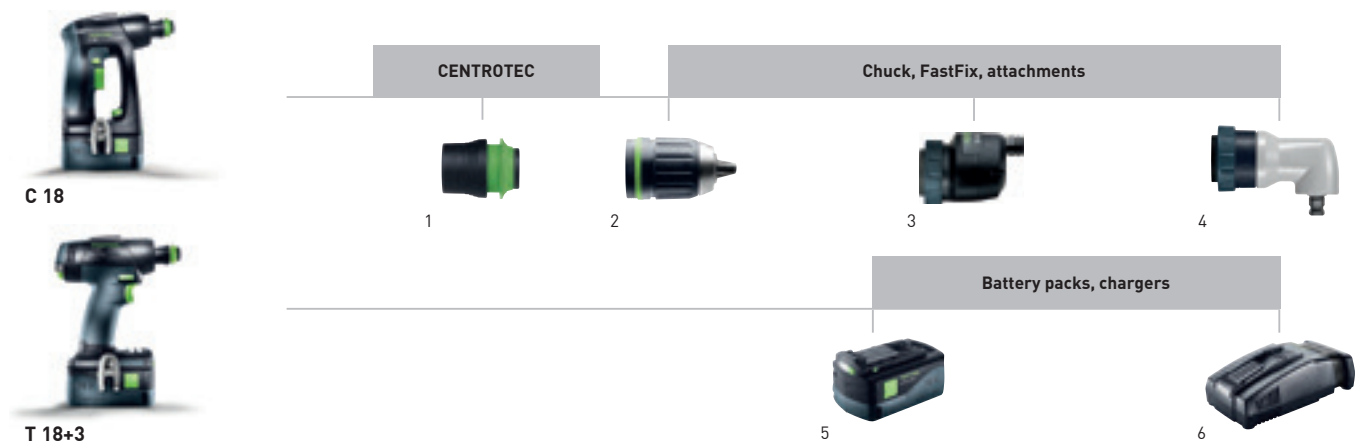 CENTROTEC
Chuck, FastFix, attachments
C 18
1
2
3
4
Battery packs, chargers
T 18+3
5
6